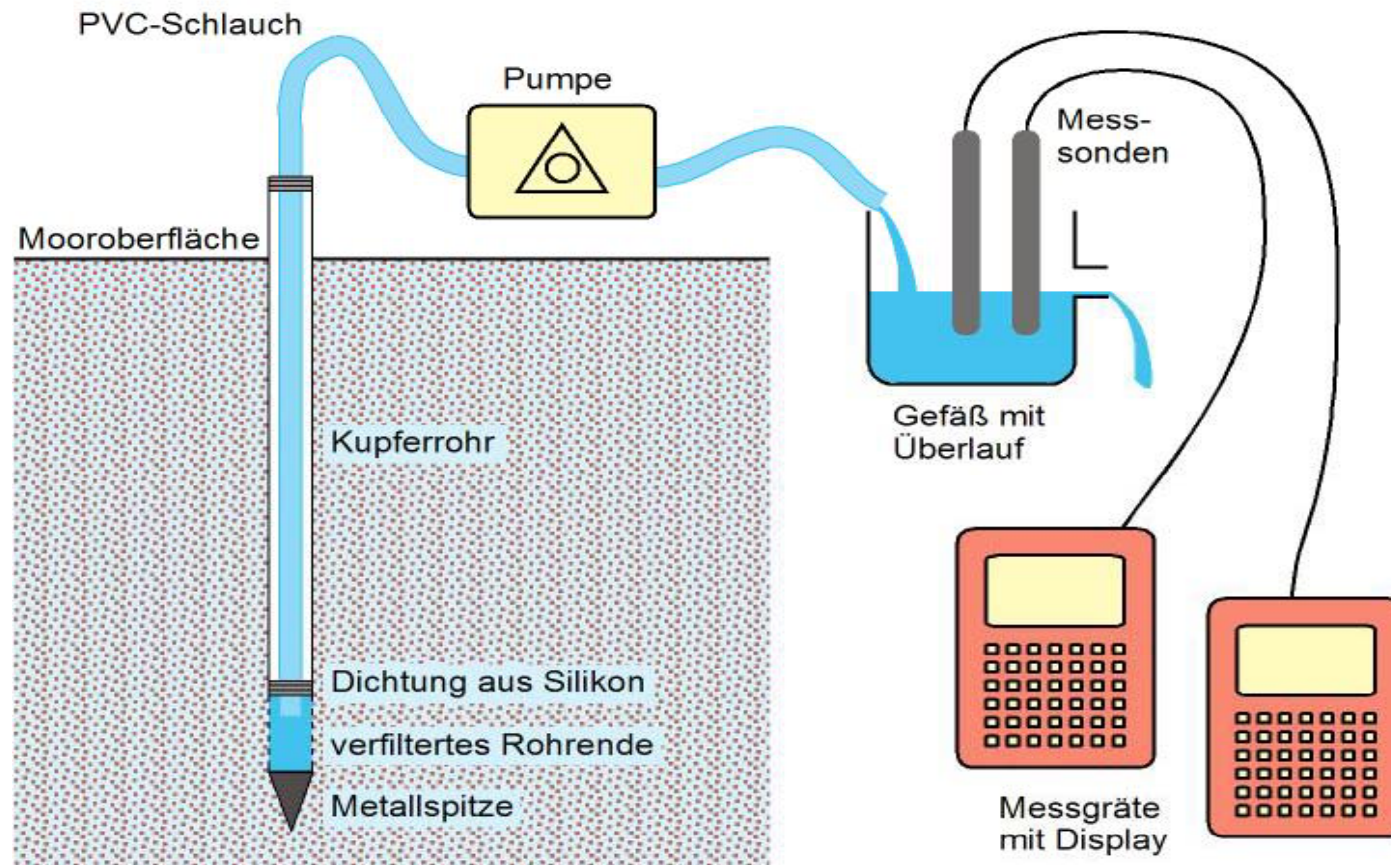 PVC-Schlauch
Pumpe
Mess-
sonden
Mooroberfläche
Gefäß mit
Überlauf
Kupferrohr
Dichtung aus Silikon
verfiltertes Rohrende
Metallspitze
Messgräte
mit Display